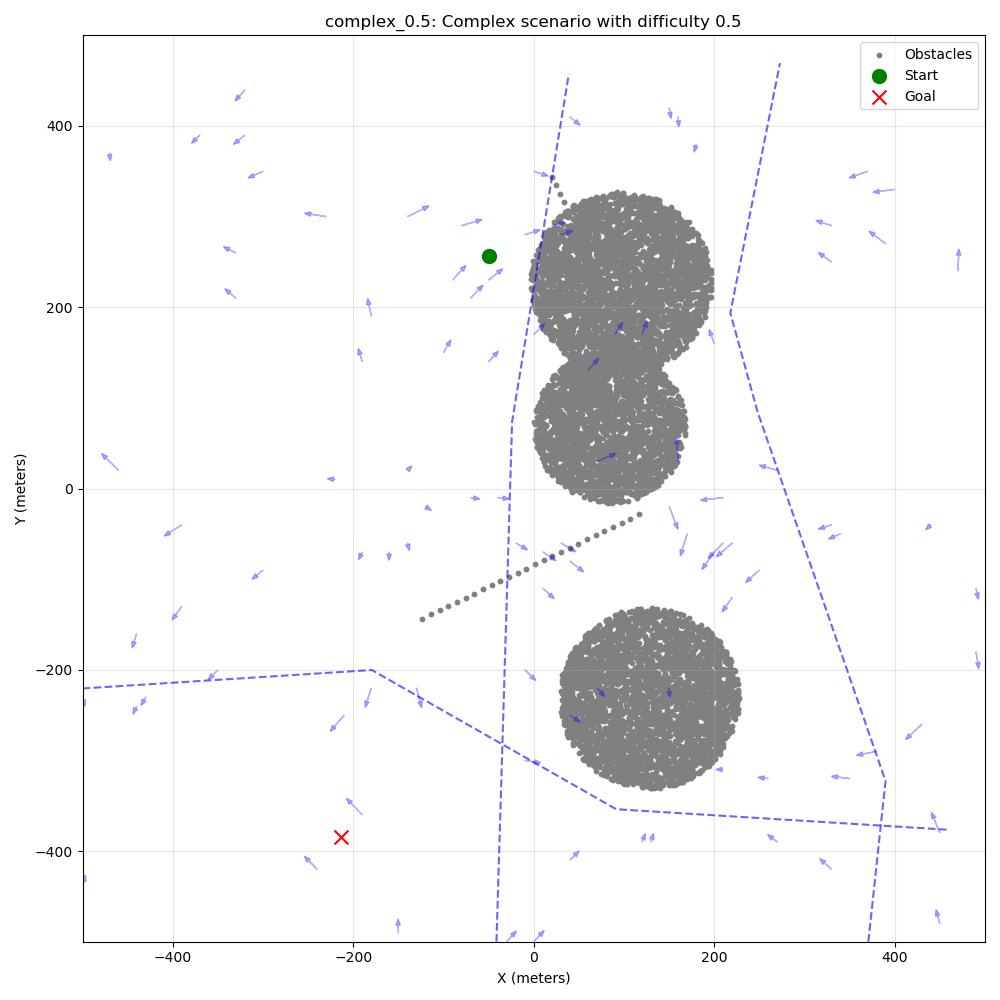 complex_0.5: Complex scenario with difficulty 0.5
Obstacles
Start
Goal
400
200
0
−200
−400
Y (meters)
−400
−200
0
200
400
X (meters)